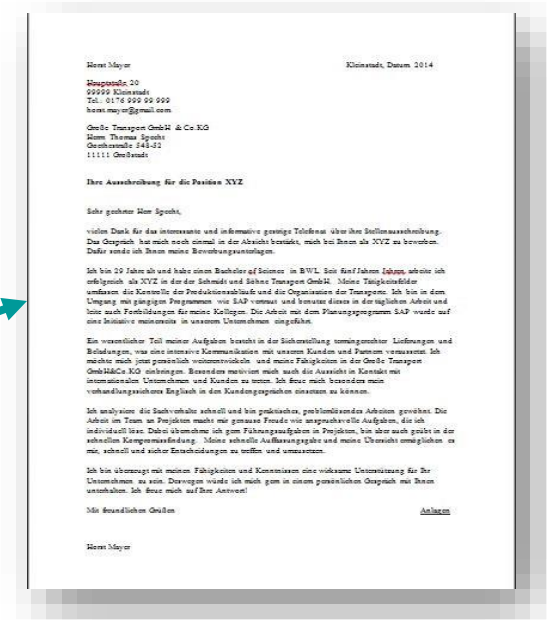 Horst Mayer Kleinstadt, Datum 2014
Hauptstraße 20
99999 Kleinstadt
Tel.: 0176 999 99 999
horst.mayer@gmail.com
Große Transport GmbH & Co.KG
Herrn Thomas Specht
Goethestraße 548-52
11111 Großstadt
Ihre Ausschreibung für die Position XYZ
Sehr geehrter Herr Specht,
vielen Dank für das interessante und informative gestrige Telefonat über ihre Stellenausschreibung.
Das Gespräch hat mich noch einmal in der Absicht bestärkt, mich bei Ihnen als XYZ zu bewerben.
Dafür sende ich Ihnen meine Bewerbungsunterlagen.
Ich bin 29 Jahre alt und habe einen Bachelor of Science in BWL. Seit fünf Jahren Jahren, arbeite ich
erfolgreich als XYZ in der der Schmidt und Söhne Transport GmbH. Meine Tätigkeitsfelder
umfassen die Kontrolle der Produktionsabläufe und die Organisation der Transporte. Ich bin in dem
Umgang mit gängigen Programmen wie SAP vertraut und benutze dieses in der täglichen Arbeit und
leite auch Fortbildungen für meine Kollegen. Die Arbeit mit dem Planungsprogramm SAP wurde auf
eine Initiative meinerseits in unserem Unternehmen eingeführt.
Ein wesentlicher Teil meiner Aufgaben besteht in der Sicherstellung termingerechter Lieferungen und
Beladungen, was eine intensive Kommunikation mit unseren Kunden und Partnern voraussetzt. Ich
möchte mich jetzt persönlich weiterentwickeln und meine Fähigkeiten in der Große Transport
GmbH&Co.KG einbringen. Besonders motiviert mich auch die Aussicht in Kontakt mit
internationalen Unternehmen und Kunden zu treten. Ich freue mich besonders mein
verhandlungssicheres Englisch in den Kundengesprächen einsetzen zu können.
Ich analysiere die Sachverhalte schnell und bin praktisches, problemlösendes Arbeiten gewöhnt. Die
Arbeit im Team an Projekten macht mir genauso Freude wie anspruchsvolle Aufgaben, die ich
individuell löse. Dabei übernehme ich gern Führungsaufgaben in Projekten, bin aber auch geübt in der
schnellen Kompromissfindung. Meine schnelle Auffassungsgabe und meine Übersicht ermöglichen es
mir, schnell und sicher Entscheidungen zu treffen und umzusetzen.
Ich bin überzeugt mit meinen Fähigkeiten und Kenntnissen eine wirksame Unterstützung für Ihr
Unternehmen zu sein. Deswegen würde ich mich gern in einem persönlichen Gespräch mit Ihnen
unterhalten. Ich freue mich auf Ihre Antwort!
Mit freundlichen Grüßen Anlagen
Horst Mayer